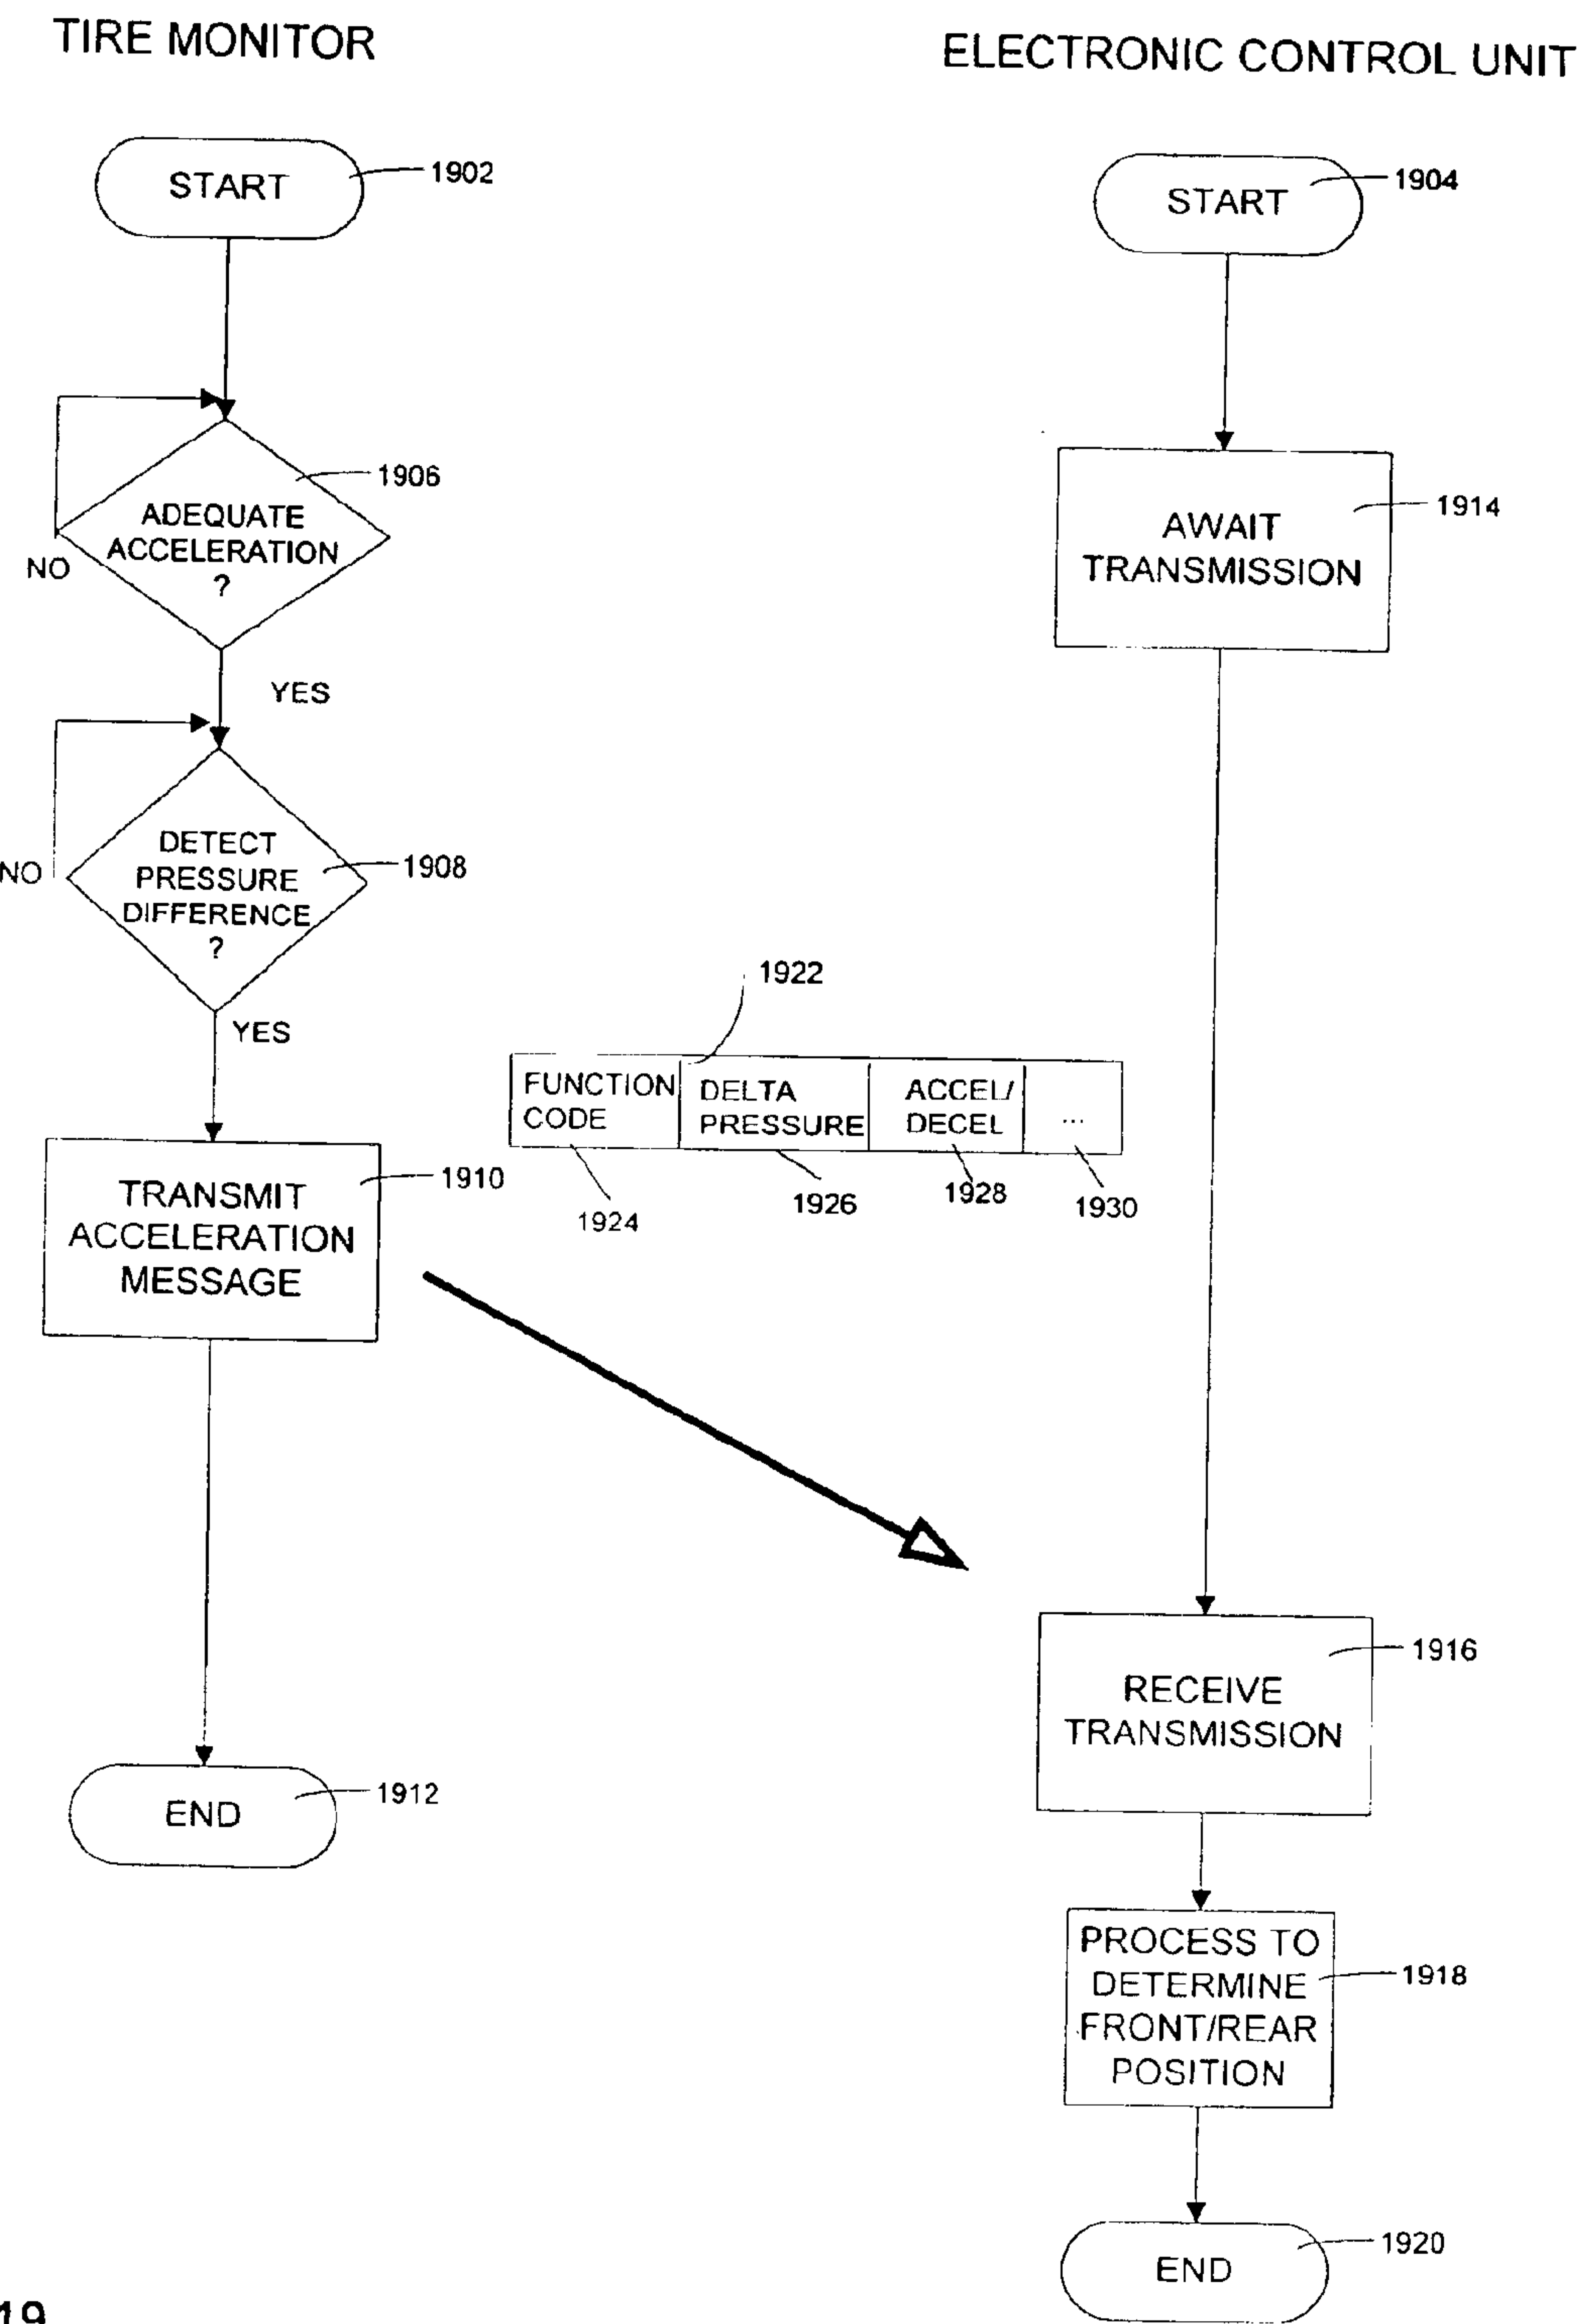 TIRE MONITOR
ELECTRONIC CONTROL UNIT
START
1902
START
1904
1906
ADEQUATE
ACCELERATION
?
NO
YES
AWAIT
TRANSMISSION
1914
DETECT
PRESSURE
DIFFERENCE
?
1908
NO
YES
1922
FUNCTION
CODE
DELTA
PRESSURE
ACCEL/
DECEL
...
1924
1926
1928
1930
TRANSMIT
ACCELERATION
MESSAGE
1910
RECEIVE
TRANSMISSION
1916
END
1912
PROCESS TO
DETERMINE
FRONT/REAR
POSITION
1918
END
1920
19